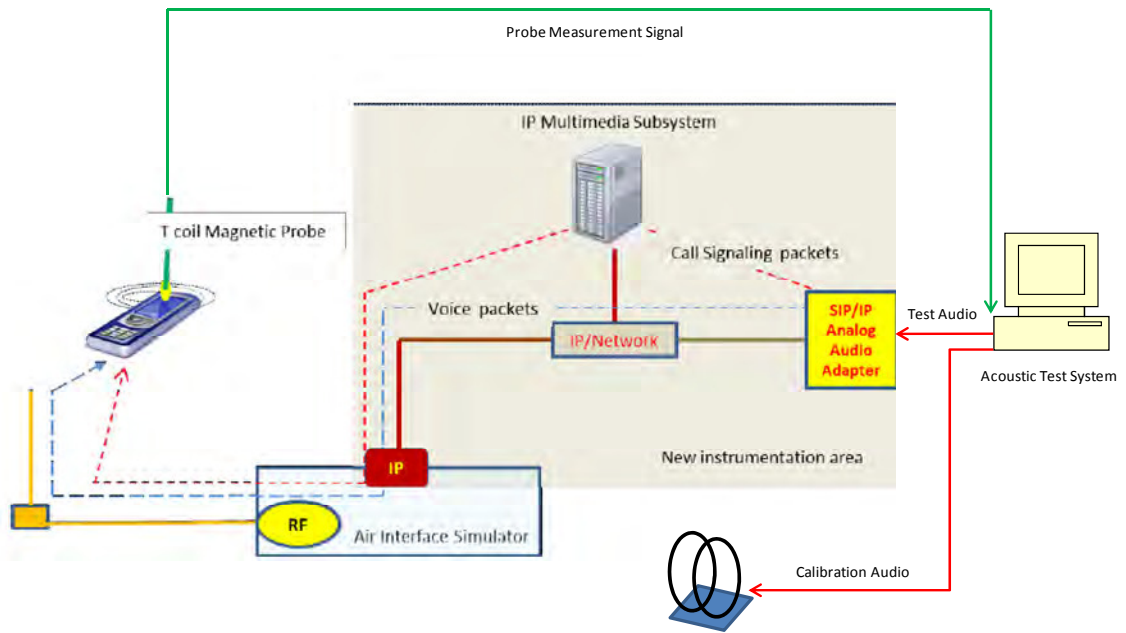 Probe Measurement Signal
IP Multimedia Subsystem
T coil Magnetic Probe
Call Signaling packets
Voice packets
IP/Network
SIP/IP
Analog
Audio
Adapter
Test Audio
Acoustic Test System
IP
New instrumentation area
RF
Air Interface Simulator
Calibration Audio